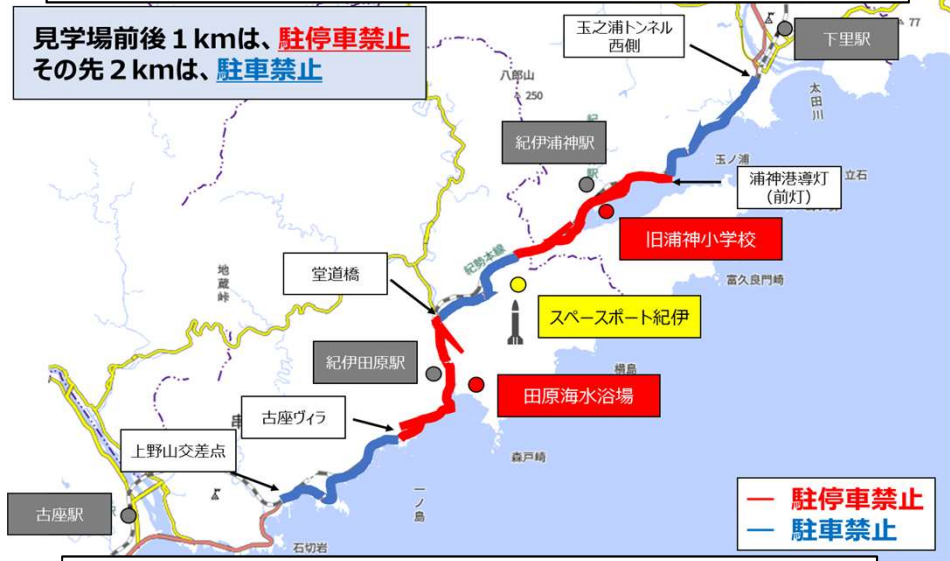 見学場前後１kmは、駐停車禁止
その先２kmは、駐車禁止
玉之浦トンネル
西側
下里駅
77
八郎山
250
太田川
紀伊浦神駅
駅
玉ノ浦
立石
浦神港導灯
(前灯)
旧浦神小学校
紀勢本線
富久良門崎
地蔵峠
堂道橋
スペースポート紀伊
紀伊田原駅
田原海水浴場
古座ヴィラ
上野山交差点
森戸崎
古座駅
一ノ島
石切岩
駐停車禁止
駐車禁止